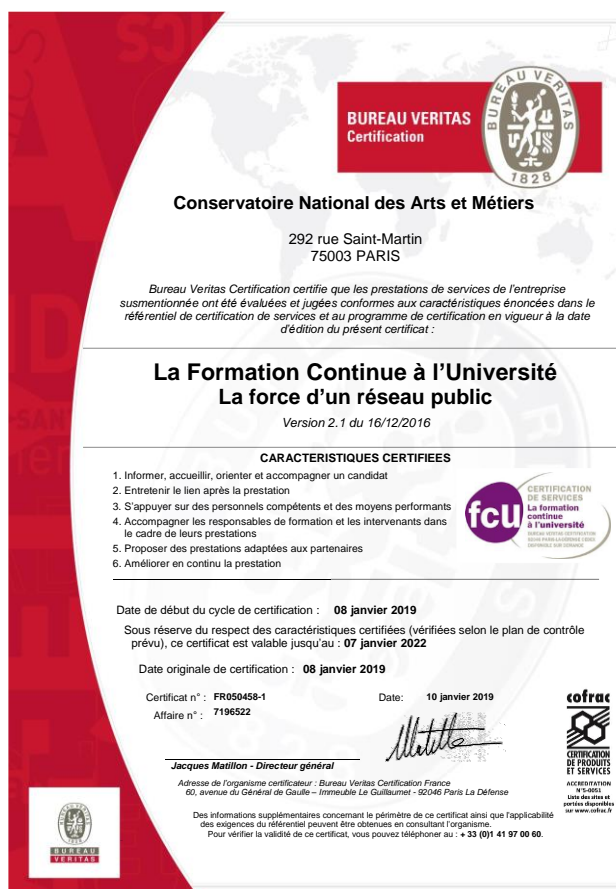 BUREAU VERITAS
Certification
BUREAU VERITAS
1828
Conservatoire National des Arts et Métiers
292 rue Saint-Martin
75003 PARIS
Bureau Veritas Certification certifie que les prestations de services de l'entreprise
susmentionnée ont été évaluées et jugées conformes aux caractéristiques énoncées dans le
référentiel de certification de services et au programme de certification en vigueur à la date
d'édition du présent certificat :
La Formation Continue à l'Université
La force d'un réseau public
Version 2.1 du 16/12/2016
CARACTERISTIQUES CERTIFIEES
1. Informer, accueillir, orienter et accompagner un candidat
2. Entretenir le lien après la prestation
3. S'appuyer sur des personnels compétents et des moyens performants
4. Accompagner les responsables de formation et les intervenants dans
le cadre de leurs prestations
5. Proposer des prestations adaptées aux partenaires
6. Améliorer en continu la prestation
fcu
CERTIFICATION
DE SERVICES
La formation
continue
à l'université
Date de début du cycle de certification : 08 janvier 2019
Sous réserve du respect des caractéristiques certifiées (vérifiées selon le plan de contrôle
prévu), ce certificat est valable jusqu'au : 07 janvier 2022
Date originale de certification : 08 janvier 2019
Certificat n° : FR050458-1 Date: 10 janvier 2019
Affaire n° : 7196522
Jacques Matillon - Directeur général
Adresse de l'organisme certificateur : Bureau Veritas Certification France
60, avenue du Général de Gaulle – Immeuble Le Guillaumet - 92046 Paris La Défense
Des informations supplémentaires concernant le périmètre de ce certificat ainsi que l'applicabilité
des exigences du référentiel peuvent être obtenues en consultant l'organisme.
Pour vérifier la validité de ce certificat, vous pouvez téléphoner au : + 33 (0)1 41 97 00 60.
cofrac
CERTIFICATION
DE PRODUITS
ET SERVICES
ACCREDITATION
N°5-0051
Liste des sites et
portées disponibles
sur www.cofrac.fr
BUREAU
VERITAS